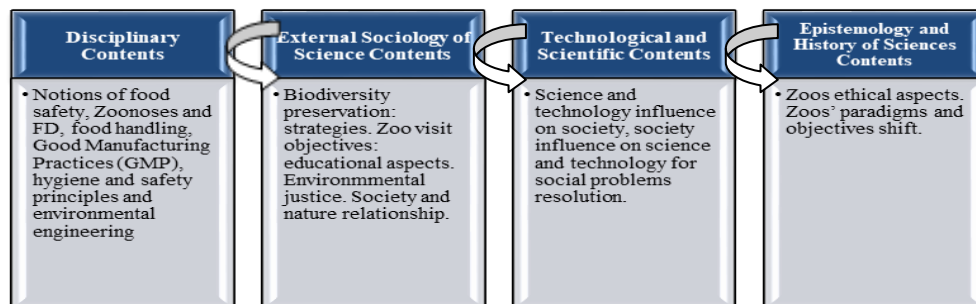 Disciplinary
Contents
• Notions of food
safety, Zoonoses and
FD, food handling,
Good Manufacturing
Practices (GMP),
hygiene and safety
principles and
environmental
engineering
External Sociology of
Science Contents
• Biodiversity
preservation:
strategies. Zoo visit
objectives:
educational aspects.
Environmmental
justice. Society and
nature relationship.
Technological and
Scientific Contents
• Science and
technology influence
on society, society
influence on science
and technology for
social problems
resolution.
Epistemology and
History of Sciences
Contents
• Zoos ethical aspects.
Zoos’ paradigms and
objectives shift.